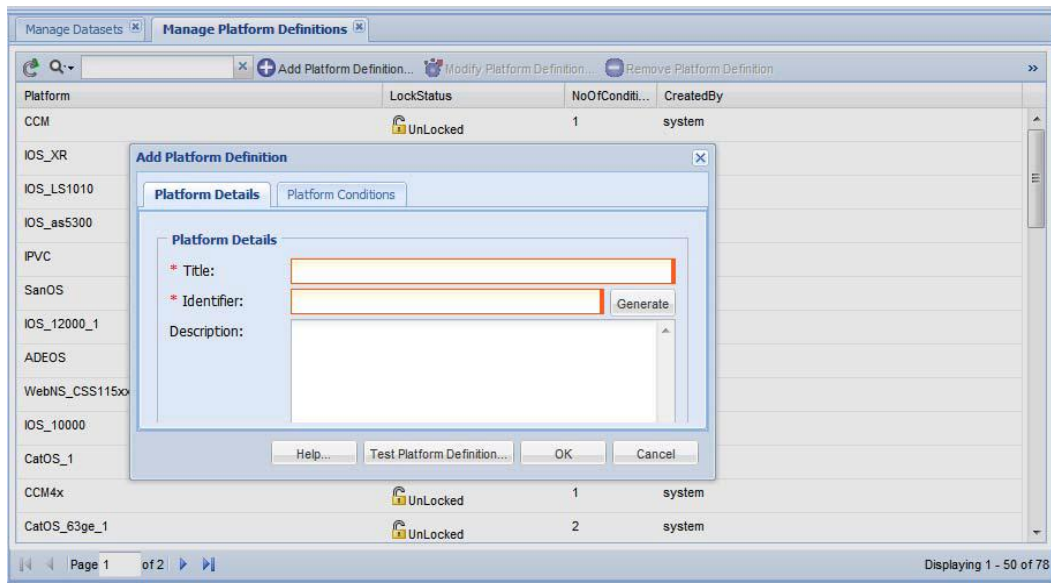 Manage Datasets Manage Platform Definitions
Add Platform Definition... Modify Platform Definition... Remove Platform Definition »
Platform LockStatus NoOfConditi... CreatedBy
CCM UnLocked 1 system
IOS_XR
IOS_LS1010
IOS_as5300
IPVC
SanOS
IOS_12000_1
ADEOS
WebNS_CSS115xx
IOS_10000
CatOS_1
CCM4x UnLocked 1 system
CatOS_63ge_1 UnLocked 2 system
Add Platform Definition
Platform Details Platform Conditions
Platform Details
* Title:
* Identifier: Generate
Description:
Help... Test Platform Definition... OK Cancel
Page 1 of 2 Displaying 1 - 50 of 78